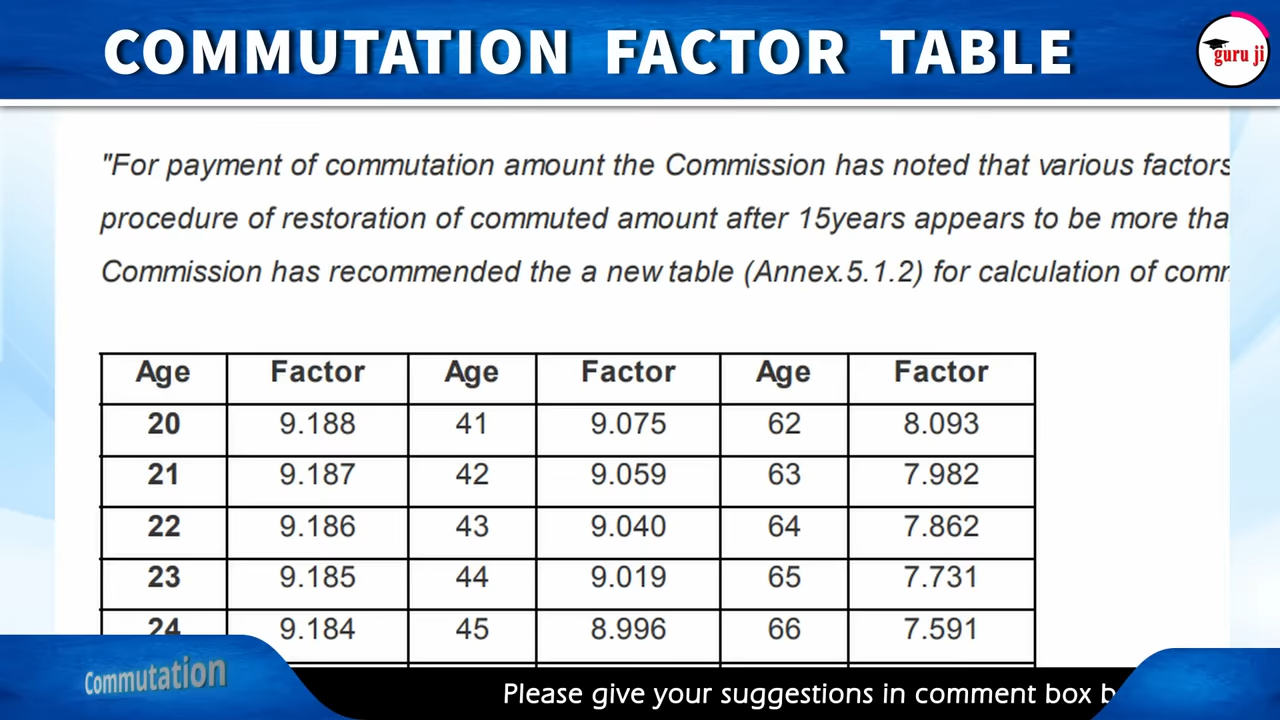 COMMUTATION FACTOR TABLE
guru ji
"For payment of commutation amount the Commission has noted that various factors
procedure of restoration of commuted amount after 15years appears to be more tha
Commission has recommended the a new table (Annex.5.1.2) for calculation of com
Age Factor Age Factor Age Factor
20 9.188 41 9.075 62 8.093
21 9.187 42 9.059 63 7.982
22 9.186 43 9.040 64 7.862
23 9.185 44 9.019 65 7.731
24 9.184 45 8.996 66 7.591
Commutation
Please give your suggestions in comment box b